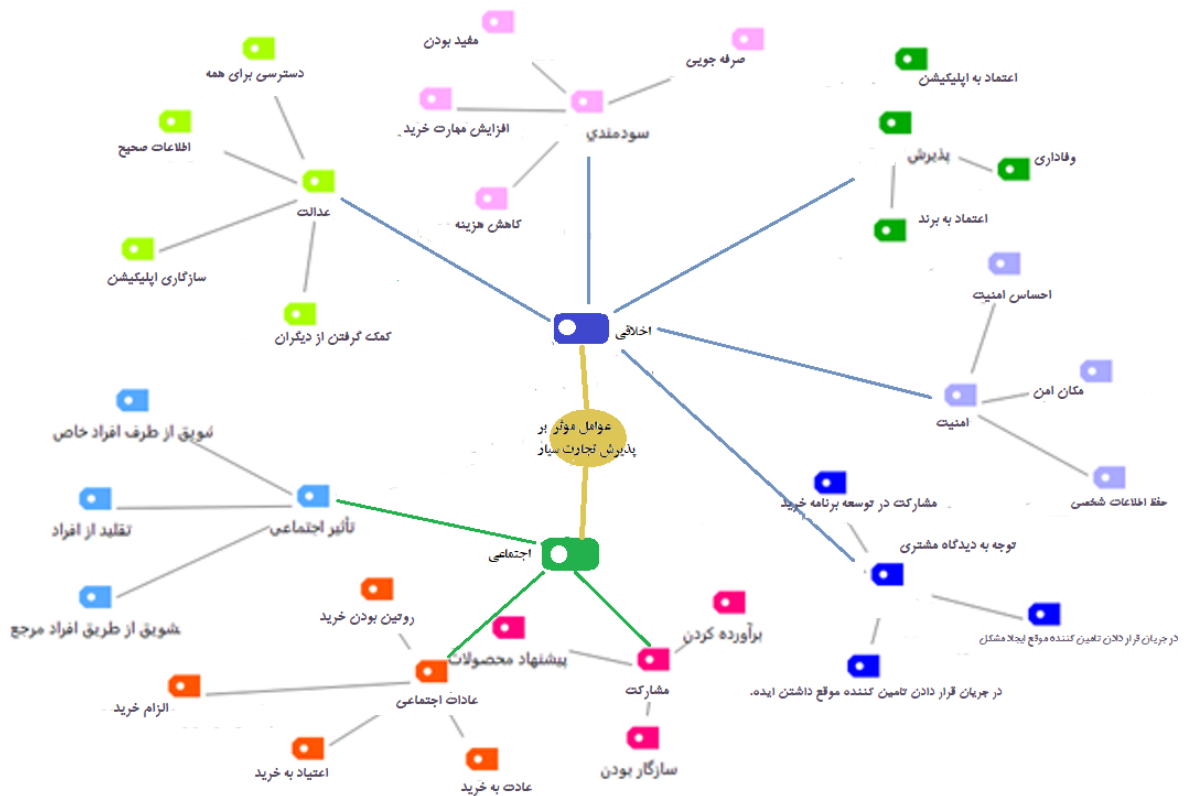 مفید بودن
صرفه جویی
دسترسی برای همه
اعتماد به اپلیکیشن
افزایش مهارت خرید
سودمندي
پذیرش
وفاداری
اطلاعات صحیح
عدالت
کاهش هزینه
اعتماد به برند
سازگاری اپلیکیشن
احساس امنیت
کمک گرفتن از دیگران
اخلاقی
مکان امن
امنیت
عوامل موثر بر
پذیرش تجارت سیار
تبویق از طرف افراد خاص
حفظ اطلاعات شخصی
مشارکت در توسعه برنامه خرید
تأثیر اجتماعی
تقلید از افراد
توجه به دیدگاه مشتری
اجتماعی
شویق از طریق افراد مرجع
روتین بودن خرید
برآورده کردن
در جریان قرار دادن تامین کننده موقع ایجاد مشکل
پیشنهاد محصولات
مشارکت
در جریان قرار دادن تامین کننده موقع داشتن ایده.
عادات اجتماعی
الزام خرید
سازگار بودن
اعتیاد به خرید
عادت به خرید